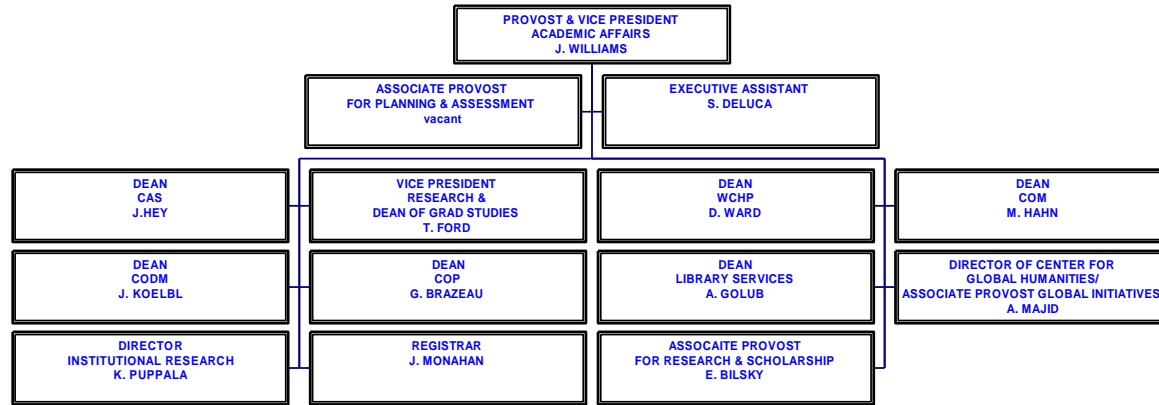 PROVOST & VICE PRESIDENT
ACADEMIC AFFAIRS
J. WILLIAMS
ASSOCIATE PROVOST
FOR PLANNING & ASSESSMENT
vacant
EXECUTIVE ASSISTANT
S. DELUCA
DEAN
CAS
J.HEY
VICE PRESIDENT
RESEARCH &
DEAN OF GRAD STUDIES
T. FORD
DEAN
WCHP
D. WARD
DEAN
COM
M. HAHN
DEAN
CODM
J. KOELBL
DEAN
COP
G. BRAZEAU
DEAN
LIBRARY SERVICES
A. GOLUB
DIRECTOR OF CENTER FOR
GLOBAL HUMANITIES/
ASSOCIATE PROVOST GLOBAL INITIATIVES
A. MAJID
DIRECTOR
INSTITUTIONAL RESEARCH
K. PUPPALA
REGISTRAR
J. MONAHAN
ASSOCAITE PROVOST
FOR RESEARCH & SCHOLARSHIP
E. BILSKY